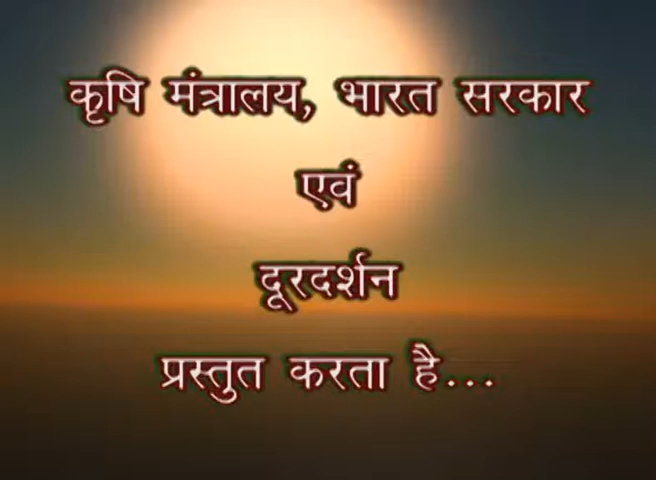 कृषि मंत्रालय, भारत सरकार
एवं
दूरदर्शन
प्रस्तुत करता है...